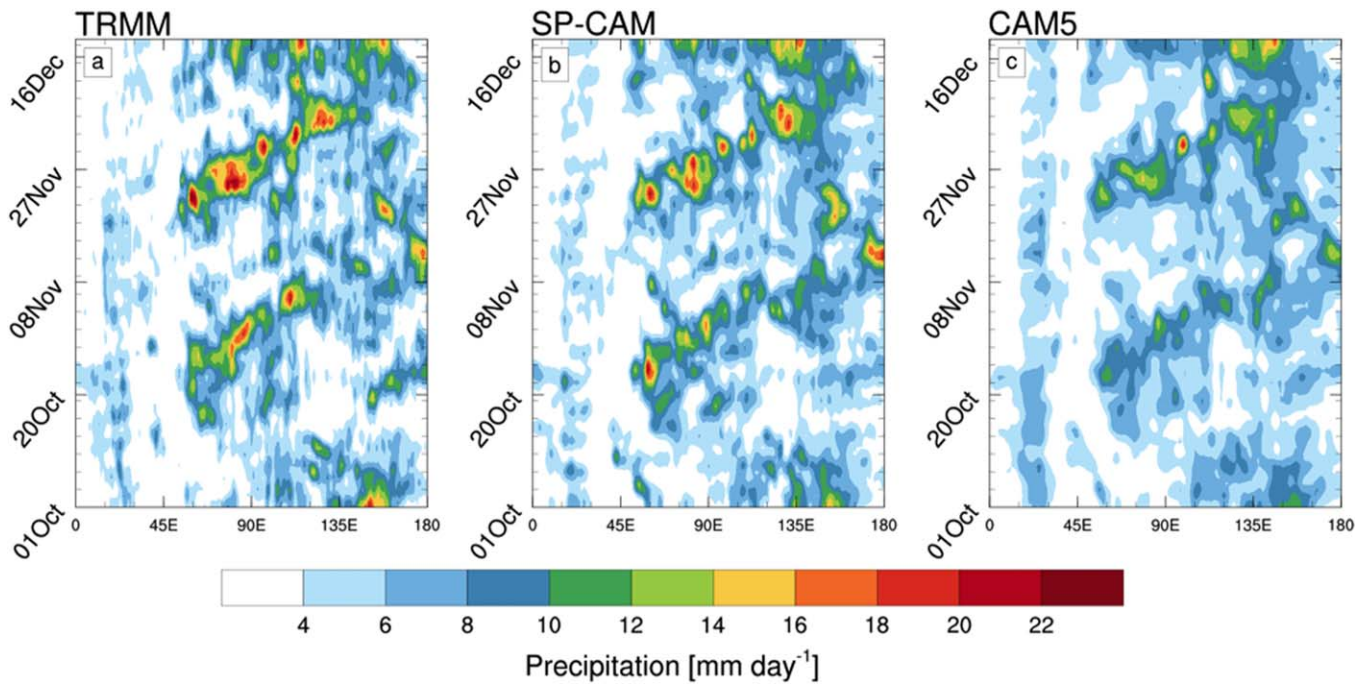 TRMM
SP-CAM
CAM5
a
b
c
16Dec
27Nov
08Nov
20Oct
01Oct
16Dec
27Nov
08Nov
20Oct
01Oct
16Dec
27Nov
08Nov
20Oct
01Oct
0 45E 90E 135E 180
0 45E 90E 135E 180
0 45E 90E 135E 180
4 6 8 10 12 14 16 18 20 22
Precipitation [mm day⁻¹]